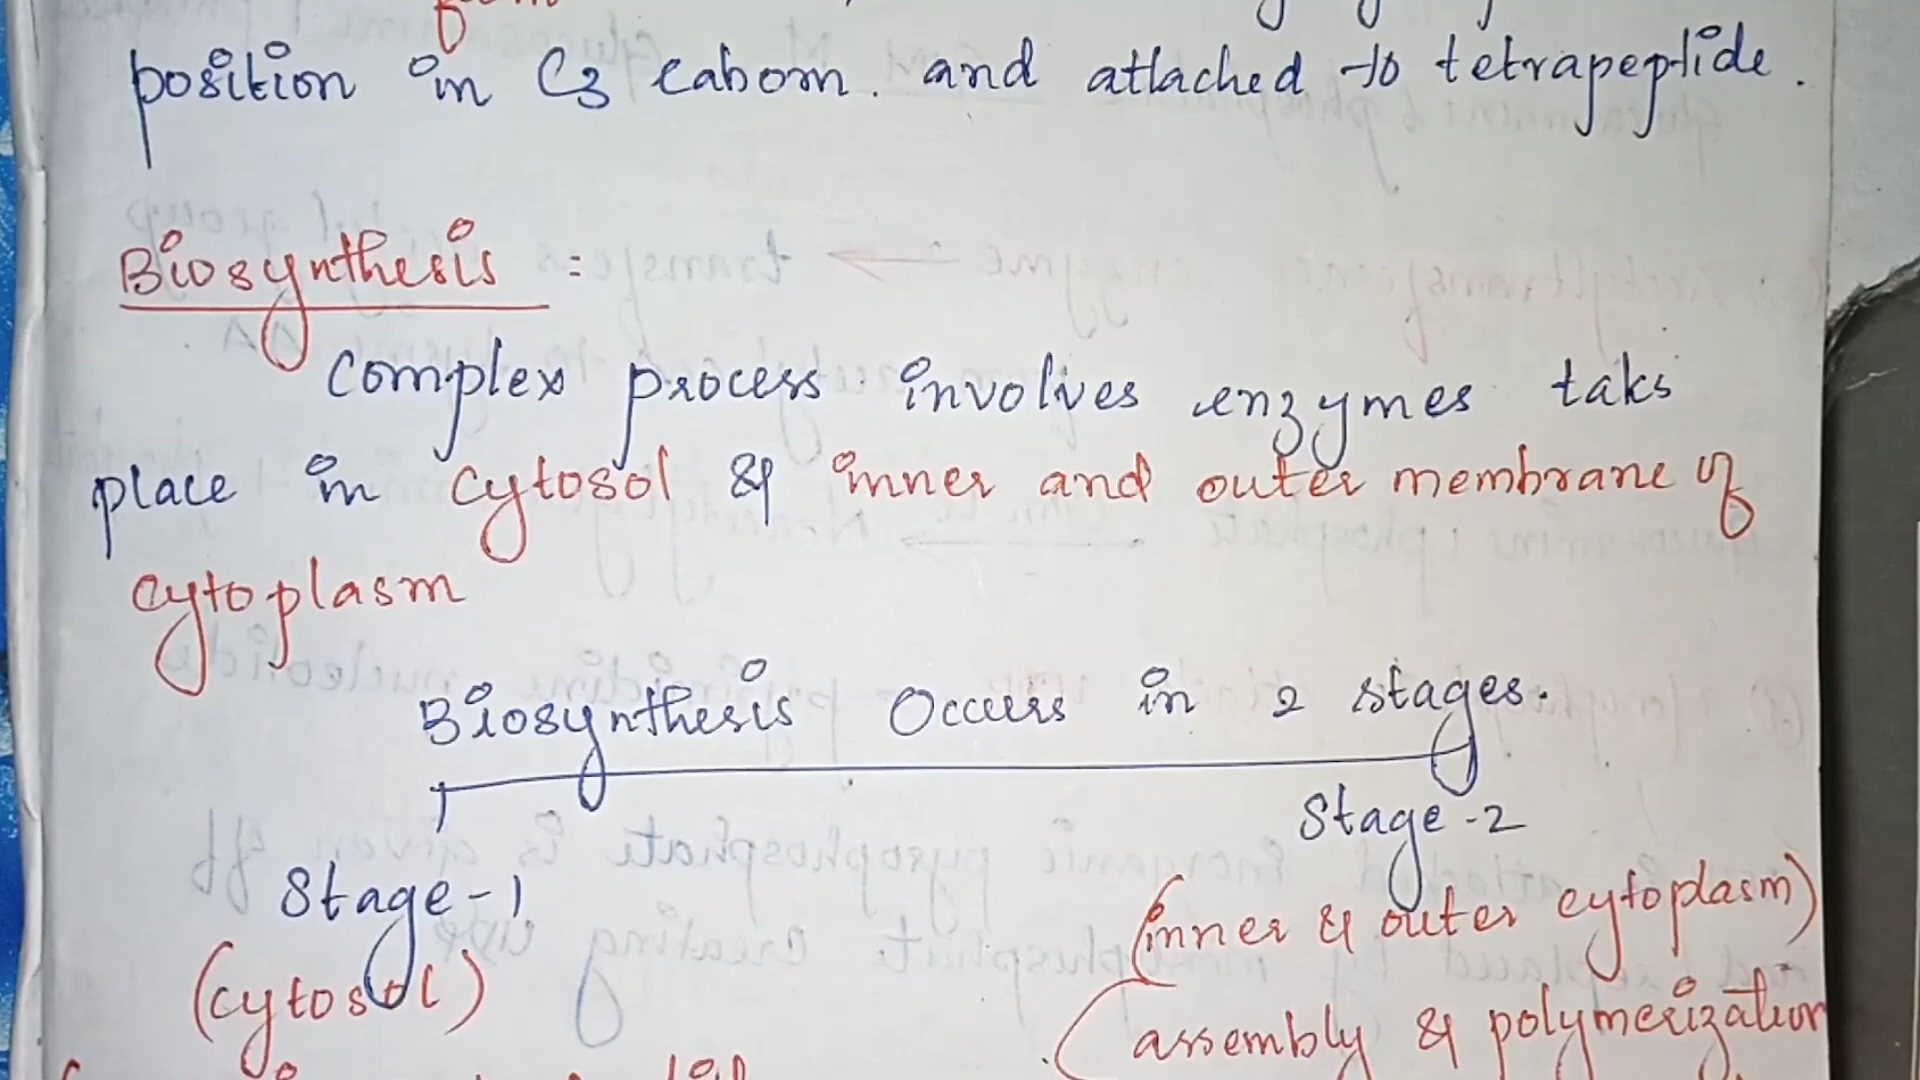 position in C3 cabom. and attached to tetrapeptide.
Biosynthesis :
Complex process involves enzymes taks
place in cytosol & inner and outer membrane of
cytoplasm
Biosynthesis Occurs in 2 stages.
Stage-2
Stage-1
(inner & outer cytoplasm)
(cytosol)
(assembly & polymerization